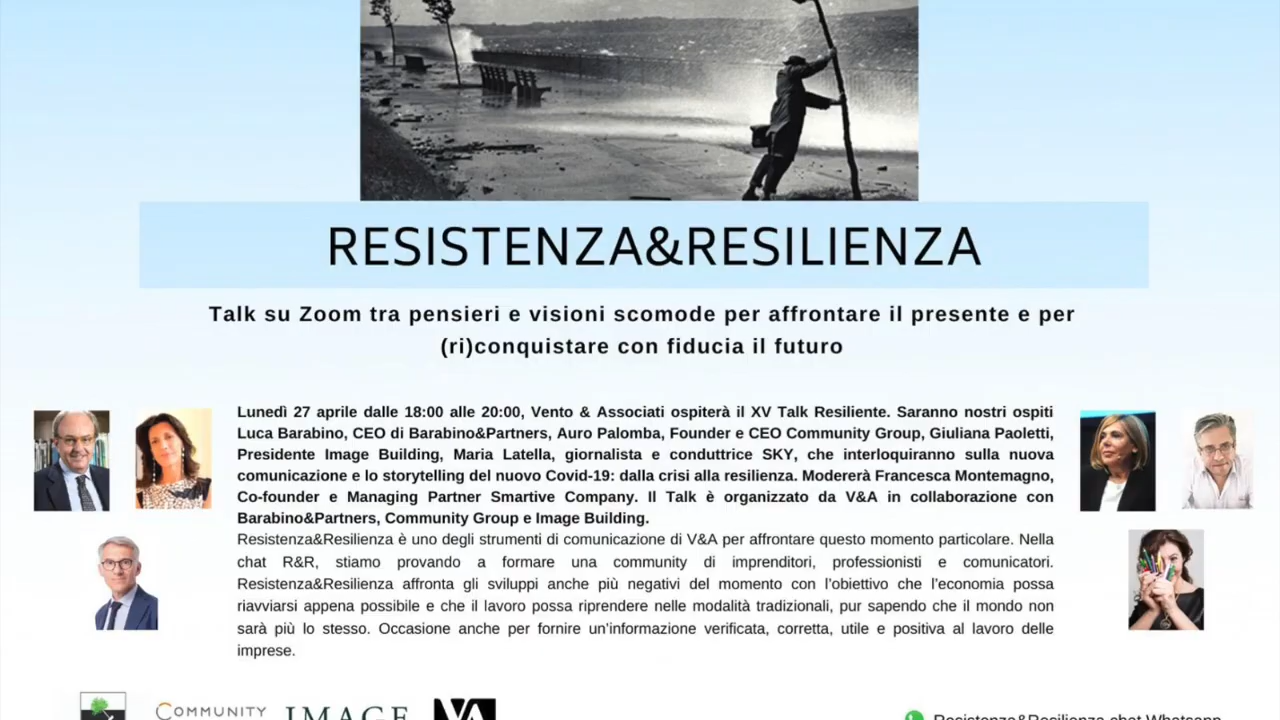 RESISTENZA&RESILIENZA
Talk su Zoom tra pensieri e visioni scomode per affrontare il presente e per
(ri)conquistare con fiducia il futuro
Lunedì 27 aprile dalle 18:00 alle 20:00, Vento & Associati ospiterà il XV Talk Resiliente. Saranno nostri ospiti
Luca Barabino, CEO di Barabino&Partners, Auro Palomba, Founder e CEO Community Group, Giuliana Paoletti,
Presidente Image Building, Maria Latella, giornalista e conduttrice SKY, che interloquiranno sulla nuova
comunicazione e lo storytelling del nuovo Covid-19: dalla crisi alla resilienza. Modererà Francesca Montemagno,
Co-founder e Managing Partner Smartive Company. Il Talk è organizzato da V&A in collaborazione con
Barabino&Partners, Community Group e Image Building.
Resistenza&Resilienza è uno degli strumenti di comunicazione di V&A per affrontare questo momento particolare. Nella
chat R&R, stiamo provando a formare una community di imprenditori, professionisti e comunicatori.
Resistenza&Resilienza affronta gli sviluppi anche più negativi del momento con l'obiettivo che l'economia possa
riavviarsi appena possibile e che il lavoro possa riprendere nelle modalità tradizionali, pur sapendo che il mondo non
sarà più lo stesso. Occasione anche per fornire un'informazione verificata, corretta, utile e positiva al lavoro delle
imprese.
COMMUNITY IMAGE VA
Resistenza&Resilienza chat Whatsapp